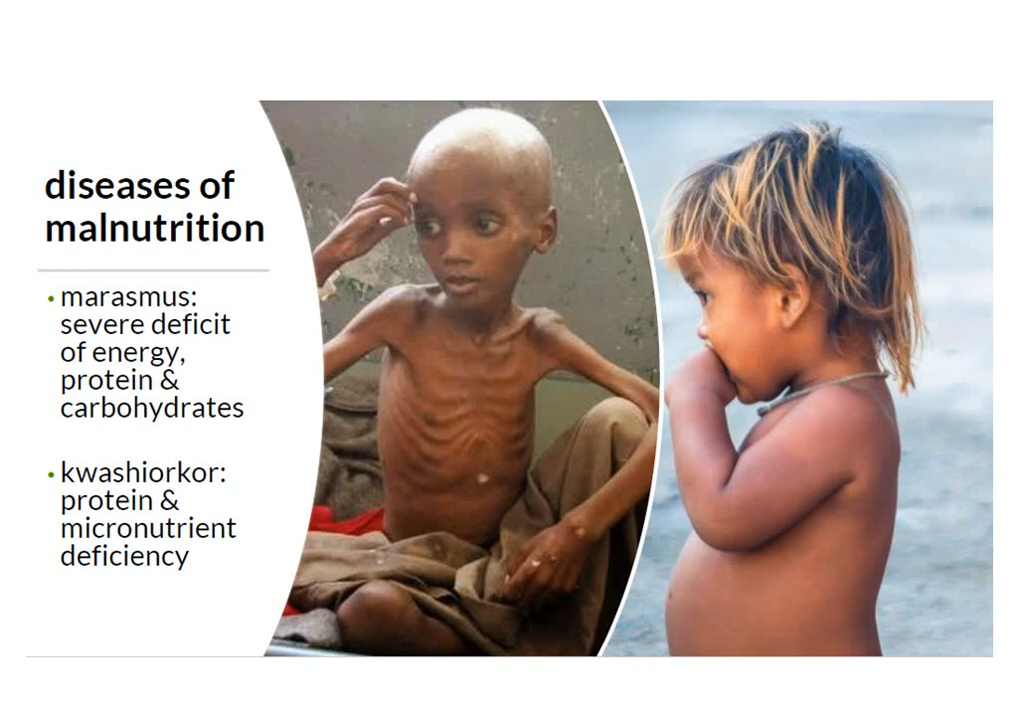 diseases of
malnutrition
• marasmus:
severe deficit
of energy,
protein &
carbohydrates
• kwashiorkor:
protein &
micronutrient
deficiency